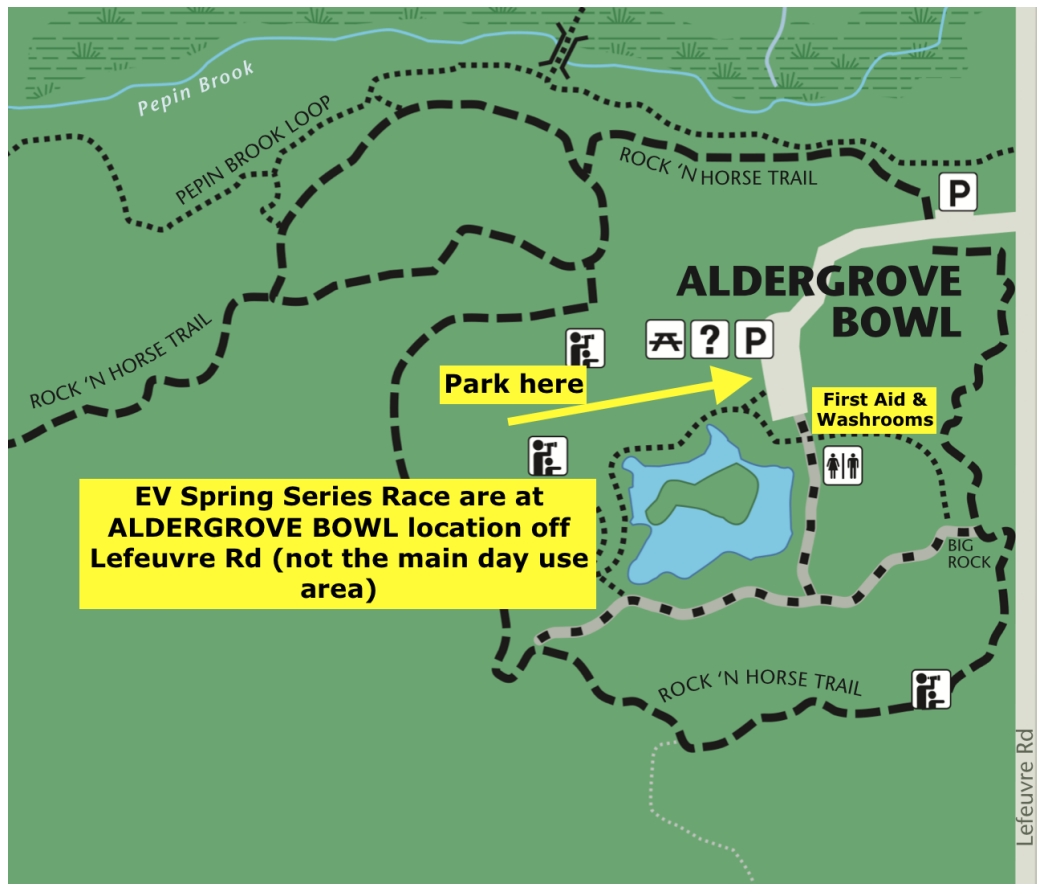 Pepin Brook
PEPIN BROOK LOOP
ROCK 'N HORSE TRAIL
P
ALDERGROVE
BOWL
? P
ROCK 'N HORSE TRAIL
Park here
First Aid &
Washrooms
EV Spring Series Race are at
ALDERGROVE BOWL location off
Lefeuvre Rd (not the main day use
area)
BIG
ROCK
ROCK 'N HORSE TRAIL
Lefeuvre Rd